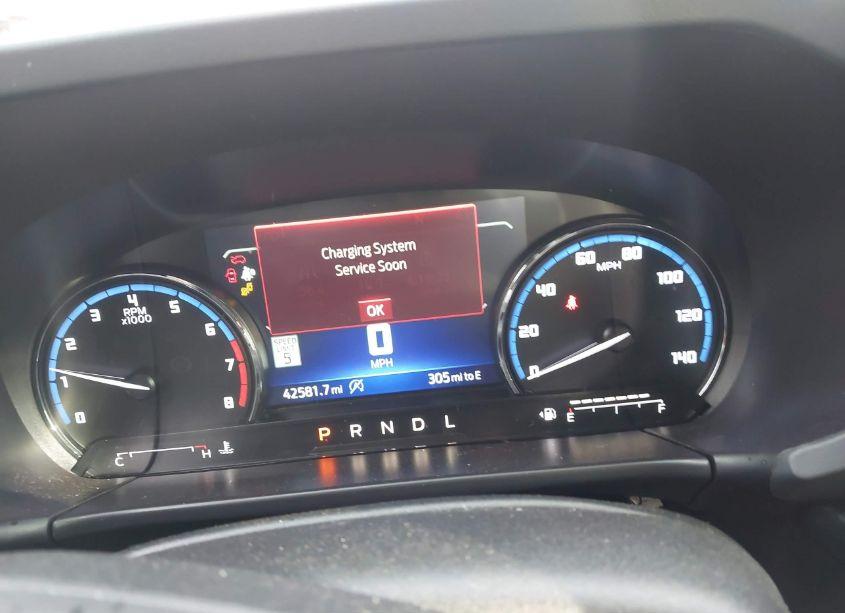 Charging System
Service Soon
OK
SPEED
LIMIT
5
0
MPH
42581.7 mi
305 mi to E
0
1
2
3
4
5
6
7
8
RPM
x1000
0
20
40
60
80
100
120
140
MPH
P R N D L
C
H
E
F